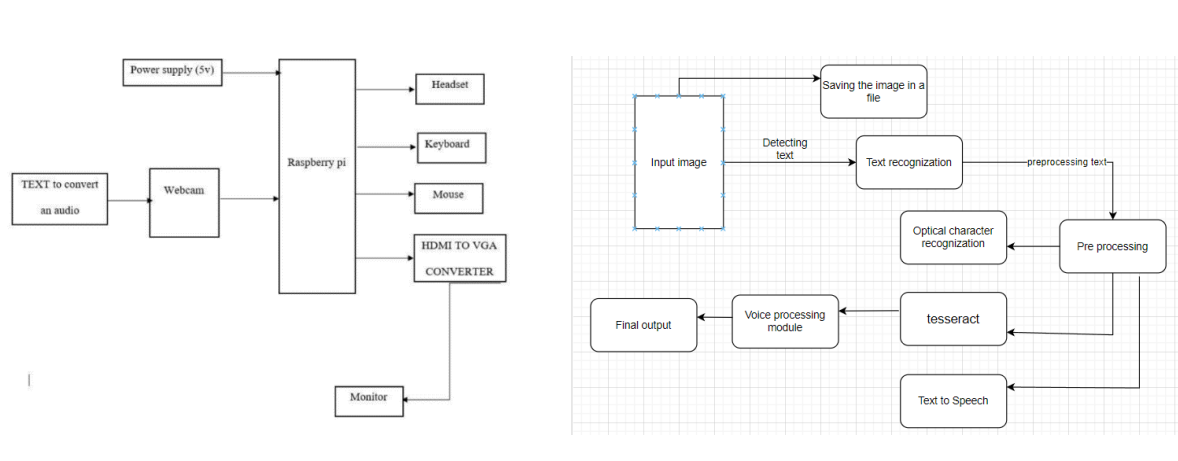 Power supply (5v)
Headset
Keyboard
Raspberry pi
TEXT to convert
an audio
Webcam
Mouse
HDMI TO VGA
CONVERTER
Monitor
Saving the image in a
file
Input image
Detecting
text
Text recognization
preprocessing text
Optical character
recognization
Pre processing
tesseract
Voice processing
module
Final output
Text to Speech